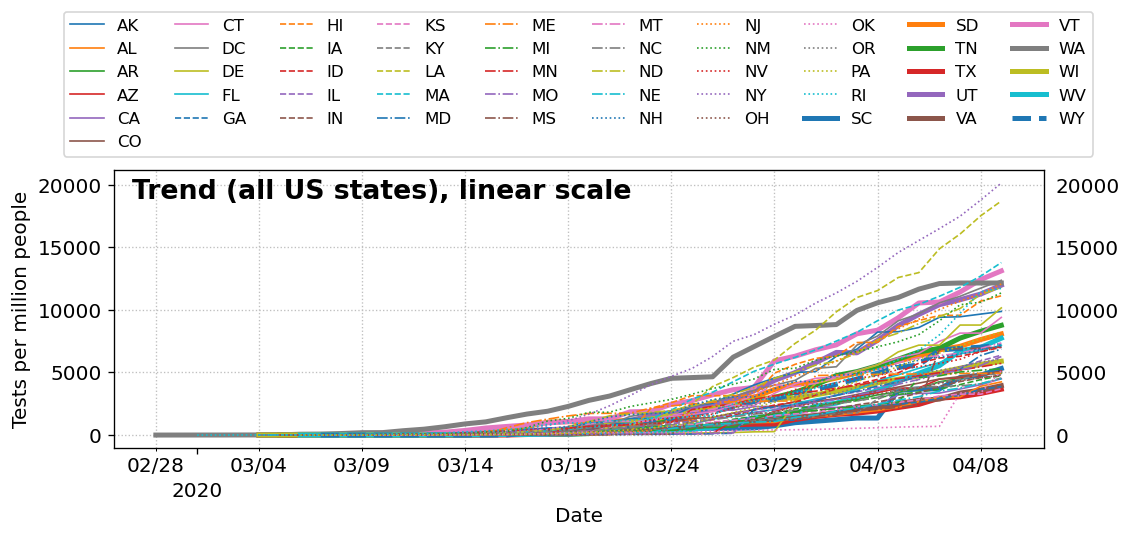 AK CT HI KS ME MT NJ OK SD VT
AL DC IA KY MI NC NM OR TN WA
AR DE ID LA MN ND NV PA TX WI
AZ FL IL MA MO NE NY RI UT WV
CA GA IN MD MS NH OH SC VA WY
CO
Trend (all US states), linear scale
20000 20000
15000 15000
10000 10000
5000 5000
0 0
Tests per million people
02/28 03/04 03/09 03/14 03/19 03/24 03/29 04/03 04/08
2020
Date